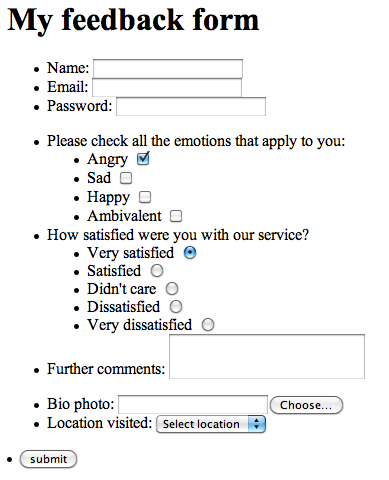 My feedback form
Name:
Email:
Password:
Please check all the emotions that apply to you:
Angry
Sad
Happy
Ambivalent
How satisfied were you with our service?
Very satisfied
Satisfied
Didn't care
Dissatisfied
Very dissatisfied
Further comments:
Bio photo: Choose...
Location visited: Select location
submit